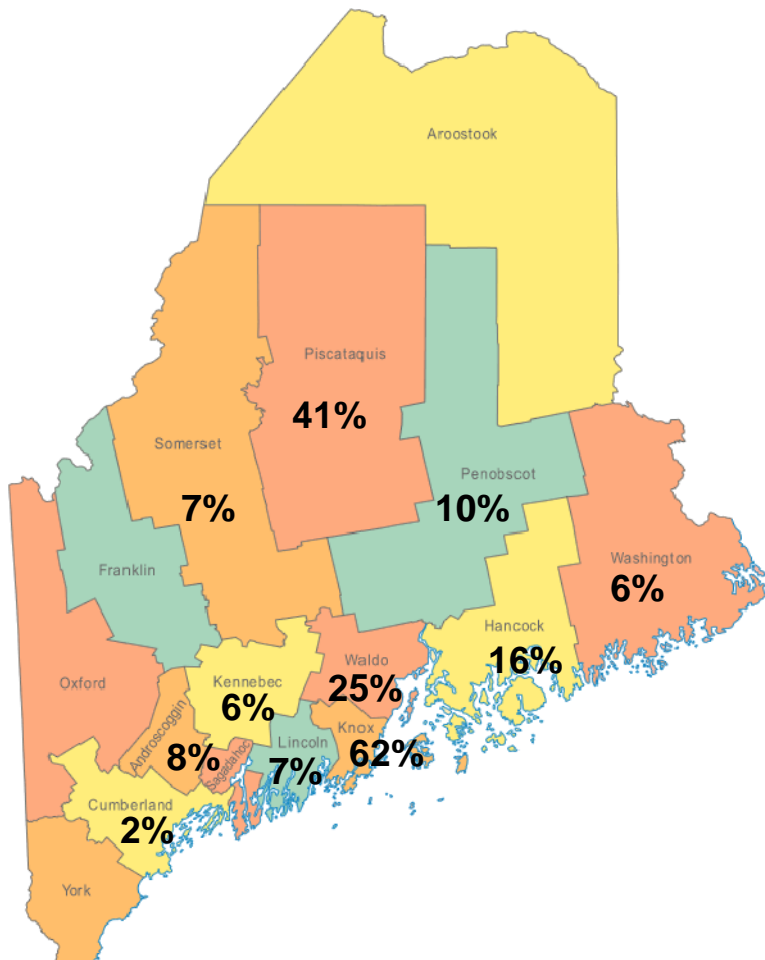 Aroostook
Piscataquis
41%
Somerset
7%
Penobscot
10%
Franklin
Washington
6%
Hancock
16%
Waldo
25%
Oxford
Kennebec
6%
Androscoggin
8%
Sagadahoc
Knox
62%
Lincoln
7%
Cumberland
2%
York